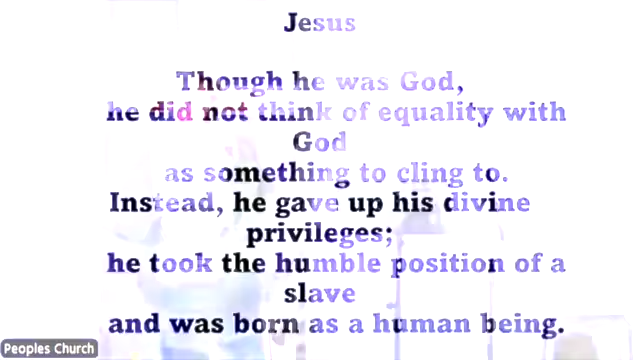 Jesus
Though he was God,
he did not think of equality with
God
as something to cling to.
Instead, he gave up his divine
privileges;
he took the humble position of a
slave
and was born as a human being.
Peoples Church